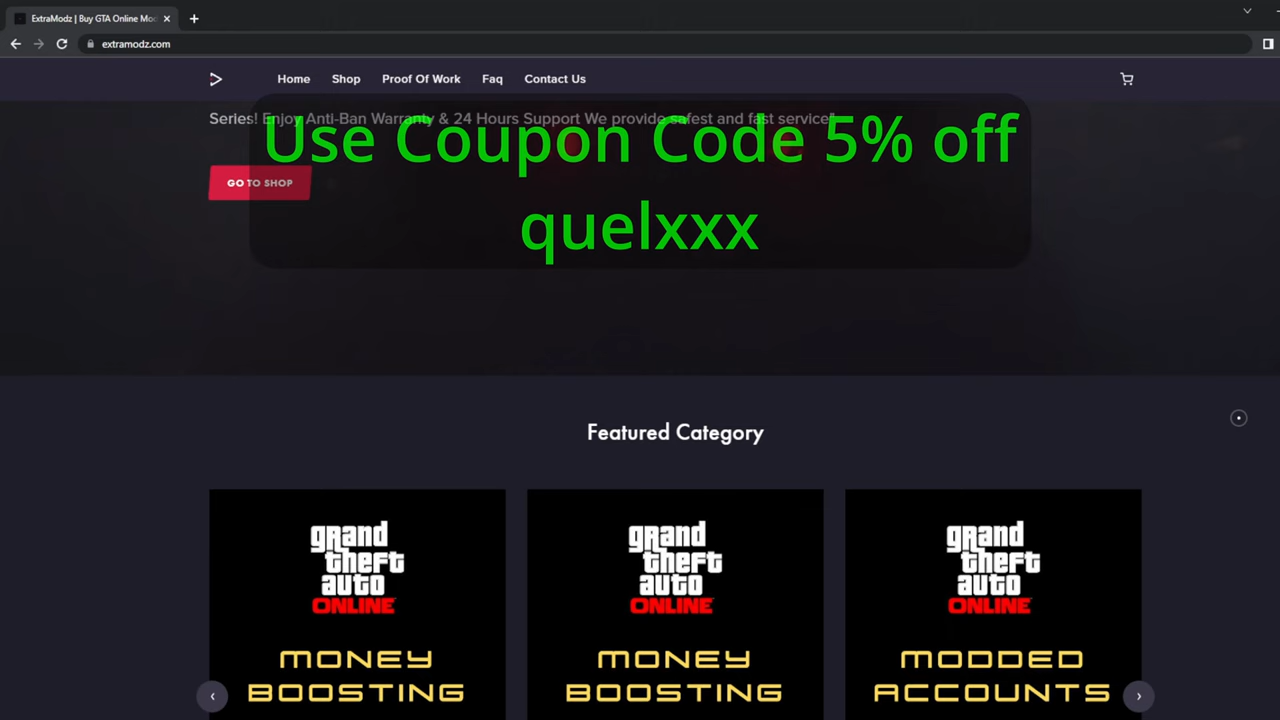 ExtraModz | Buy GTA Online Mod
extramodz.com
Home Shop Proof Of Work Faq Contact Us
Series! Enjoy Anti-Ban Warranty & 24 Hours Support We provide safest and fast service"
Use Coupon Code 5% off
quelxxx
GO TO SHOP
Featured Category
grand
theft
auto
ONLINE
MONEY
BOOSTING
grand
theft
auto
ONLINE
MONEY
BOOSTING
grand
theft
auto
ONLINE
MODDED
ACCOUNTS